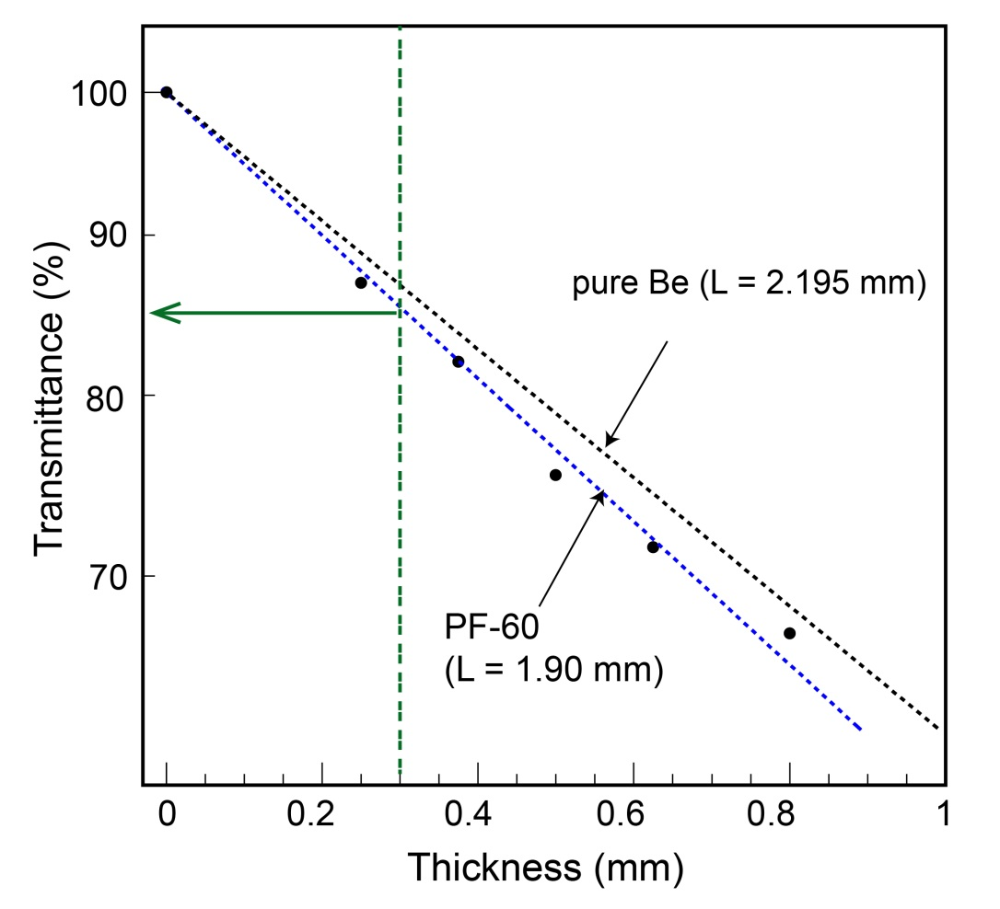 100
90
80
70
Transmittance (%)
pure Be (L = 2.195 mm)
PF-60
(L = 1.90 mm)
0 0.2 0.4 0.6 0.8 1
Thickness (mm)